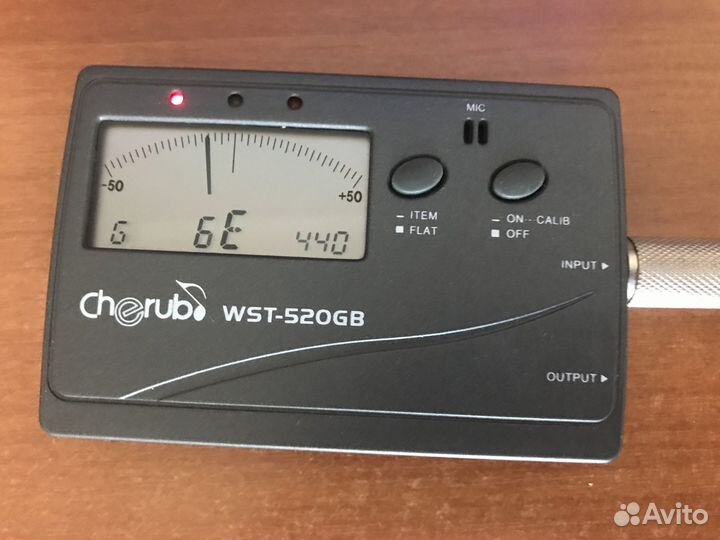 MIC
-50
+50
G 6E 440
ITEM
FLAT
ON···CALIB
OFF
INPUT
Cherub WST-520GB
OUTPUT
Avito